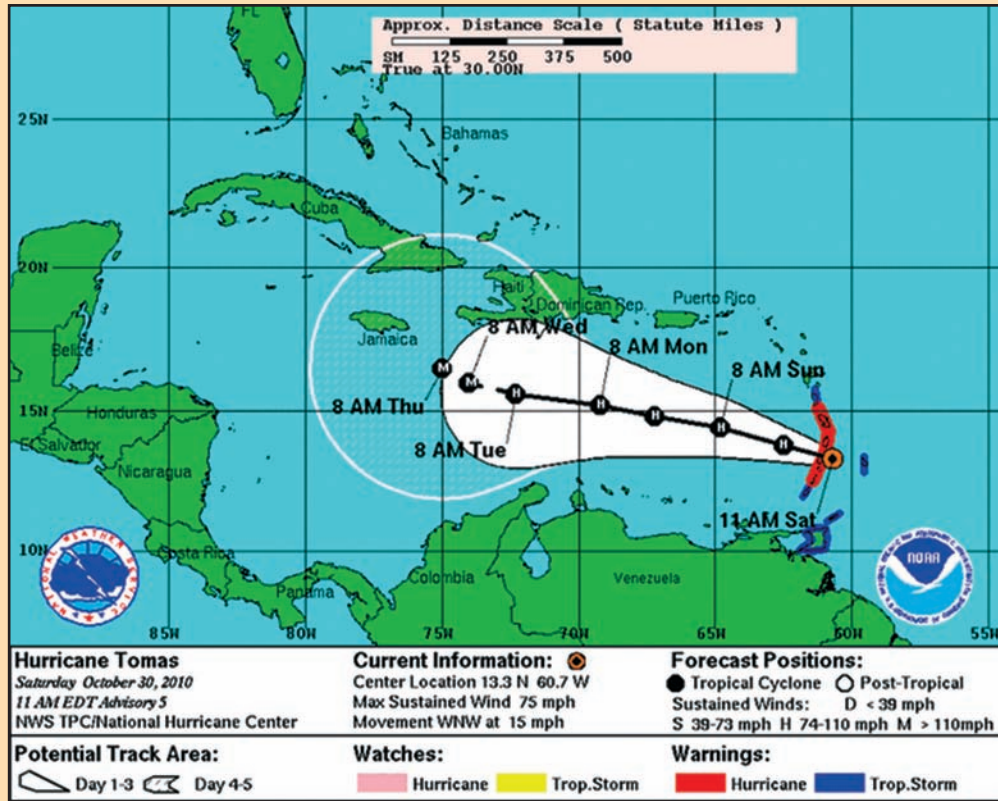 Approx. Distance Scale ( Statute Miles )
SM 125 250 375 500
True at 30.00N
FL
25N
Bahamas
Cuba
20N
Haiti
Dominican Rep.
Puerto Rico
Jamaica
Belize
8 AM Wed
8 AM Mon
8 AM Sun
M
M
H
H
H
H
H
15N
8 AM Thu
8 AM Tue
Honduras
El Salvador
Nicaragua
11 AM Sat
10N
Costa Rica
Panama
Colombia
Venezuela
NATIONAL WEATHER SERVICE
NOAA
85W 80W 75W 70W 65W 60W 55W
Hurricane Tomas
Saturday October 30, 2010
11 AM EDT Advisory 5
NWS TPC/National Hurricane Center
Current Information:
Center Location 13.3 N 60.7 W
Max Sustained Wind 75 mph
Movement WNW at 15 mph
Forecast Positions:
Tropical Cyclone Post-Tropical
Sustained Winds: D < 39 mph
S 39-73 mph H 74-110 mph M > 110mph
Potential Track Area:
Day 1-3 Day 4-5
Watches:
Hurricane Trop.Storm
Warnings:
Hurricane Trop.Storm